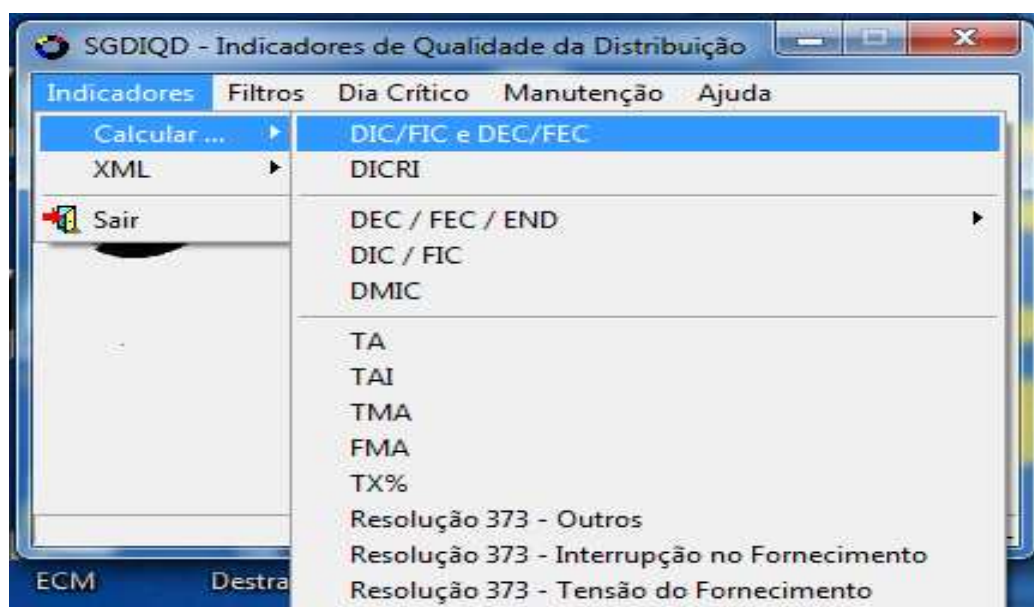 SGDIQD - Indicadores de Qualidade da Distribuição
Indicadores Filtros Dia Crítico Manutenção Ajuda
Calcular ...
XML
Sair
DIC/FIC e DEC/FEC
DICRI
DEC / FEC / END
DIC / FIC
DMIC
TA
TAI
TMA
FMA
TX%
Resolução 373 - Outros
Resolução 373 - Interrupção no Fornecimento
Resolução 373 - Tensão do Fornecimento
ECM Destra